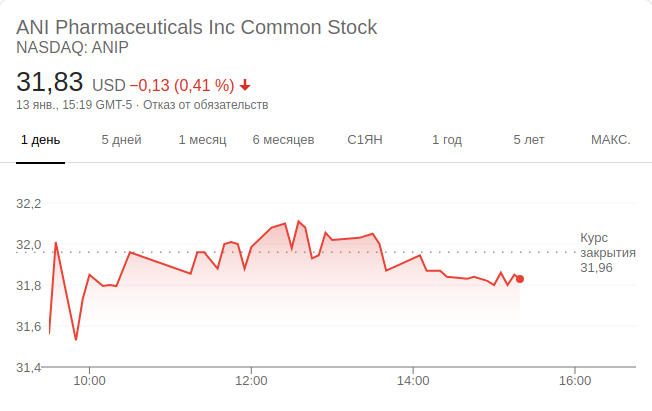 ANI Pharmaceuticals Inc Common Stock
NASDAQ: ANIP
31,83 USD −0,13 (0,41 %)
13 янв., 15:19 GMT-5 · Отказ от обязательств
1 день 5 дней 1 месяц 6 месяцев С1ЯН 1 год 5 лет МАКС.
32,2
32,0
31,8
31,6
31,4
Курс
закрытия
31,96
10:00 12:00 14:00 16:00